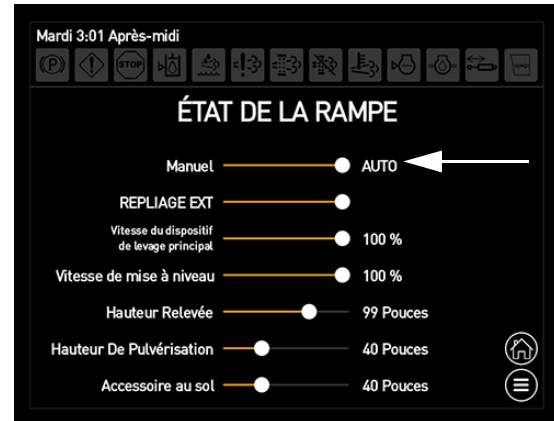 Mardi 3:01 Après-midi
(P) STOP
ÉTAT DE LA RAMPE
Manuel AUTO
REPLIAGE EXT
Vitesse du dispositif
de levage principal 100 %
Vitesse de mise à niveau 100 %
Hauteur Relevée 99 Pouces
Hauteur De Pulvérisation 40 Pouces
Accessoire au sol 40 Pouces